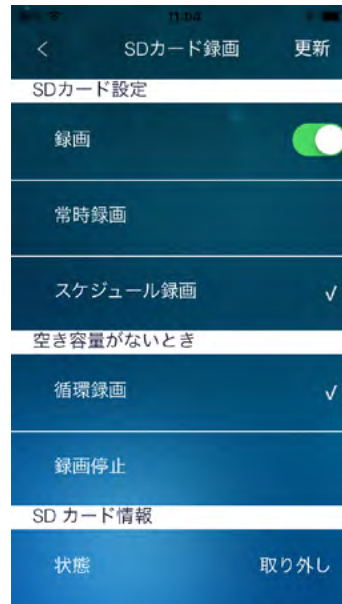 11:04
< SDカード録画 更新
SDカード設定
録画
常時録画
スケジュール録画 √
空き容量がないとき
循環録画 √
録画停止
SD カード情報
状態 取り外し